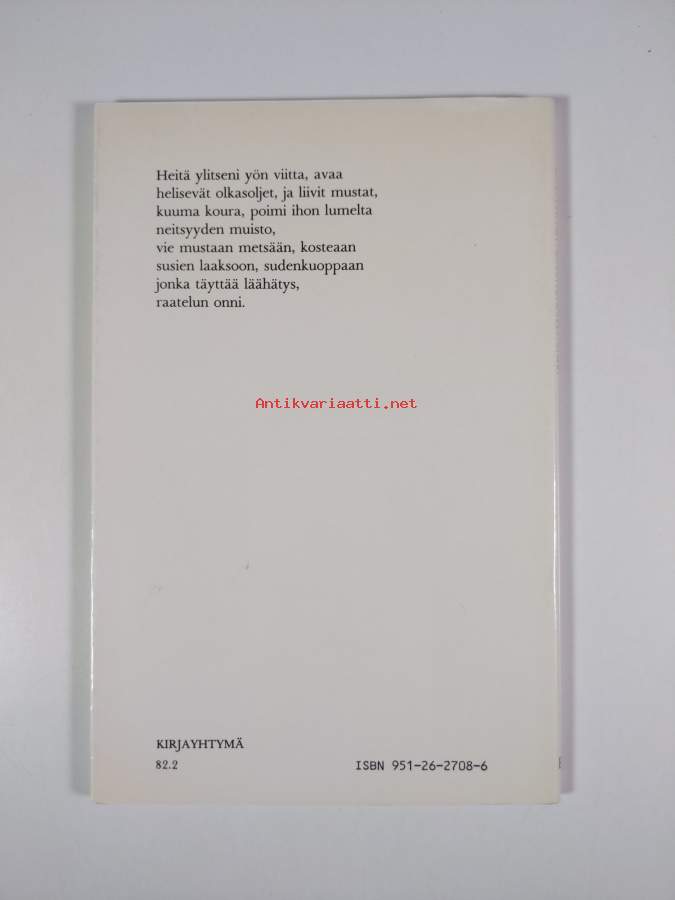 Heitä ylitseni yön viitta, avaa
helisevät olkasoljet, ja liivit mustat,
kuuma koura, poimi ihon lumelta
neitsyyden muisto,
vie mustaan metsään, kosteaan
susien laaksoon, sudenkuoppaan
jonka täyttää läähätys,
raatelun onni.
Antikvariaatti.net
KIRJAYHTYMÄ
82.2
ISBN 951-26-2708-6